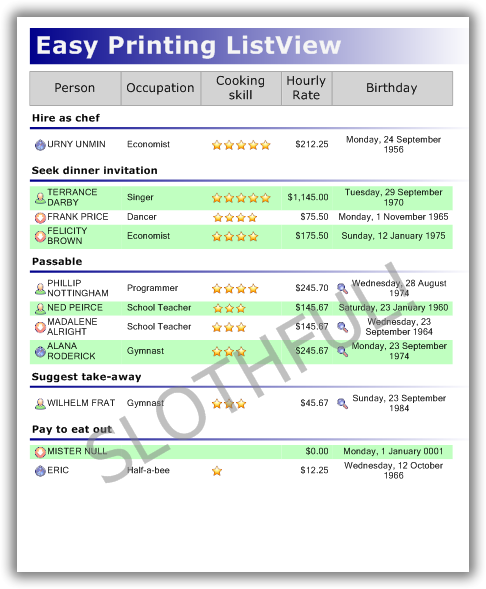 Easy Printing ListView
Person Occupation Cooking skill Hourly Rate Birthday
Hire as chef
URNY UNMIN Economist $212.25 Monday, 24 September 1956
Seek dinner invitation
TERRANCE DARBY Singer $1,145.00 Tuesday, 29 September 1970
FRANK PRICE Dancer $75.50 Monday, 1 November 1965
FELICITY BROWN Economist $175.50 Sunday, 12 January 1975
Passable
PHILLIP NOTTINGHAM Programmer $245.70 Wednesday, 28 August 1974
NED PEIRCE School Teacher $145.67 Saturday, 23 January 1960
MADALENE ALRIGHT School Teacher $145.67 Wednesday, 23 September 1964
ALANA RODERICK Gymnast $245.67 Monday, 23 September 1974
Suggest take-away
WILHELM FRAT Gymnast $45.67 Sunday, 23 September 1984
Pay to eat out
MISTER NULL $0.00 Monday, 1 January 0001
ERIC Half-a-bee $12.25 Wednesday, 12 October 1966
SLOTHFUL!